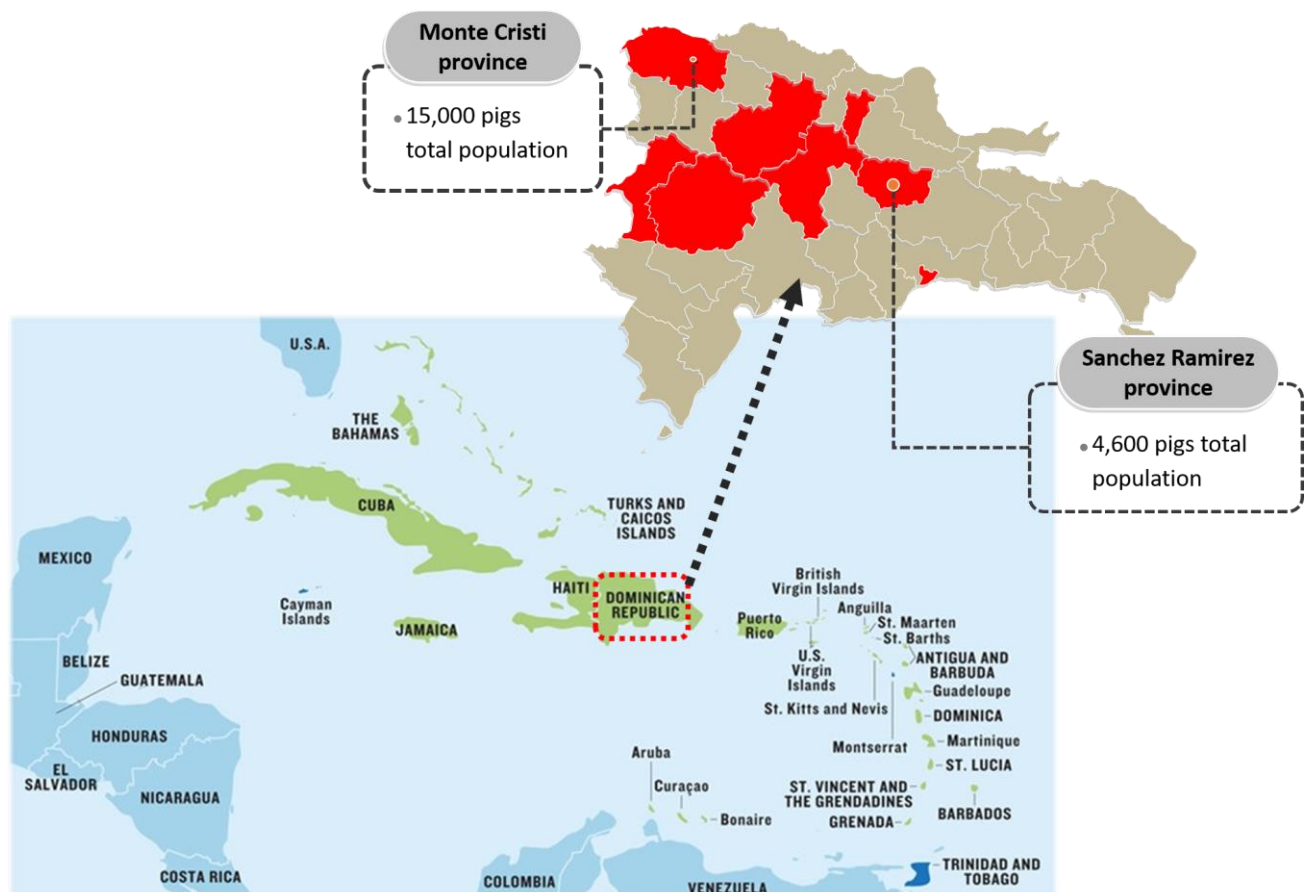 Monte Cristi
province
• 15,000 pigs
total population
Sanchez Ramirez
province
• 4,600 pigs total
population
U.S.A.
THE
BAHAMAS
CUBA
TURKS AND
CAICOS
ISLANDS
MEXICO
Cayman
Islands
JAMAICA
HAITI
DOMINICAN
REPUBLIC
Puerto
Rico
British
Virgin Islands
Anguilla
St. Maarten
St. Barths
U.S.
Virgin
Islands
ANTIGUA AND
BARBUDA
St. Kitts and Nevis
Guadeloupe
Montserrat
DOMINICA
Martinique
ST. LUCIA
ST. VINCENT AND
THE GRENDADINES
BARBADOS
GRENADA
TRINIDAD AND
TOBAGO
BELIZE
GUATEMALA
HONDURAS
EL
SALVADOR
NICARAGUA
COSTA RICA
Aruba
Curaçao
Bonaire
COLOMBIA
VENEZUELA